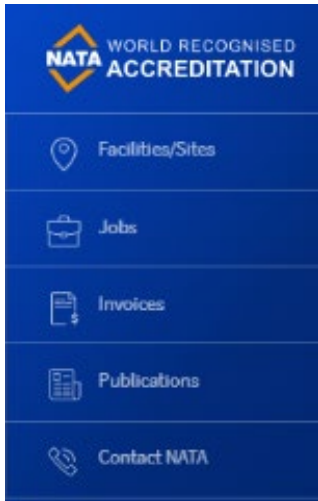 NATA
WORLD RECOGNISED
ACCREDITATION
Facilities/Sites
Jobs
Invoices
Publications
Contact NATA